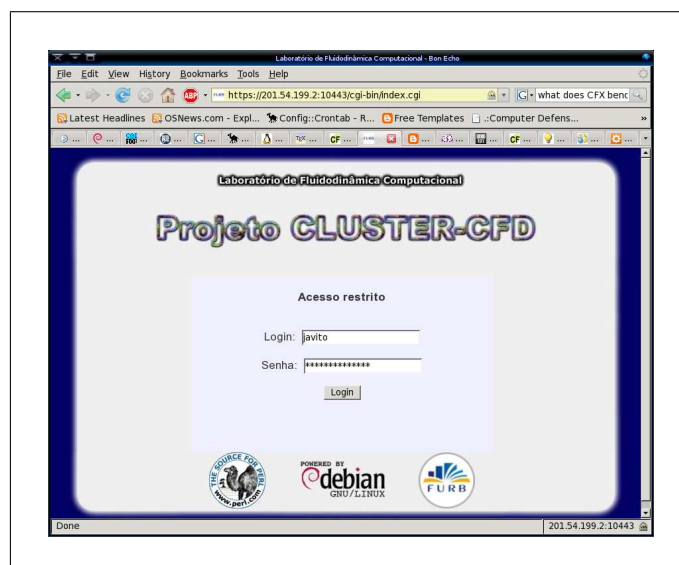 Laboratório de Fluidodinâmica Computacional - Bon Echo
File Edit View History Bookmarks Tools Help
https://201.54.199.2:10443/cgi-bin/index.cgi
what does CFX benc
Latest Headlines OSNews.com - Expl... Config::Crontab - R... Free Templates .:Computer Defens... »
Laboratório de Fluidodinâmica Computacional
Projeto CLUSTER-CFD
Acesso restrito
Login: javito
Senha: **************
Login
THE SOURCE FOR PERL
www.perl.com
POWERED BY
debian
GNU/LINUX
FURB
Done 201.54.199.2:10443